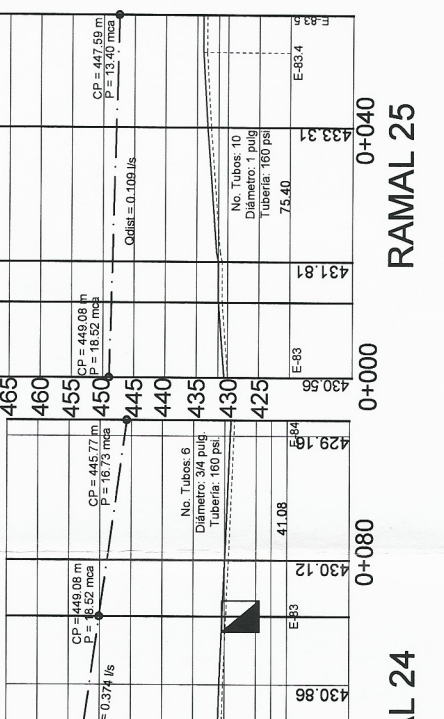 CP = 447.59 m
P = 13.40 mca
E-83.5
E-83.4
433.31
0+040
No. Tubos: 10
Diámetro: 1 pulg
Tubería: 160 psi
75.40
Qdist = 0.109 l/s
RAMAL 25
431.81
CP = 449.08 m
P = 18.52 mca
E-83
430.56
0+000
465
460
455
450
445
440
435
430
425
CP = 445.77 m
P = 16.73 mca
No. Tubos: 6
Diámetro: 3/4 pulg.
Tubería: 160 psi.
E-84
429.16
41.08
430.12
0+080
CP = 449.08 m
P = 18.52 mca
E-83
= 0.374 l/s
430.86
AL 24